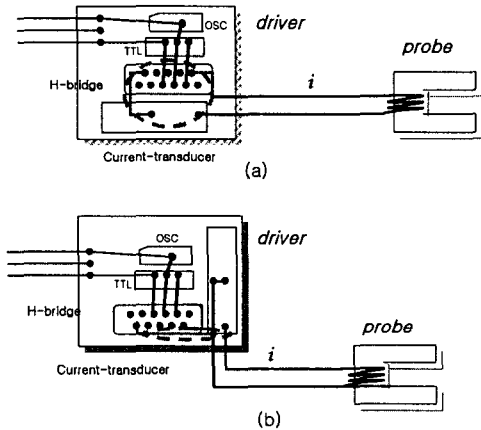 OSC
driver
TTL
probe
H-bridge
i
Current-transducer
(a)
OSC
driver
TTL
H-bridge
probe
i
Current-transducer
(b)